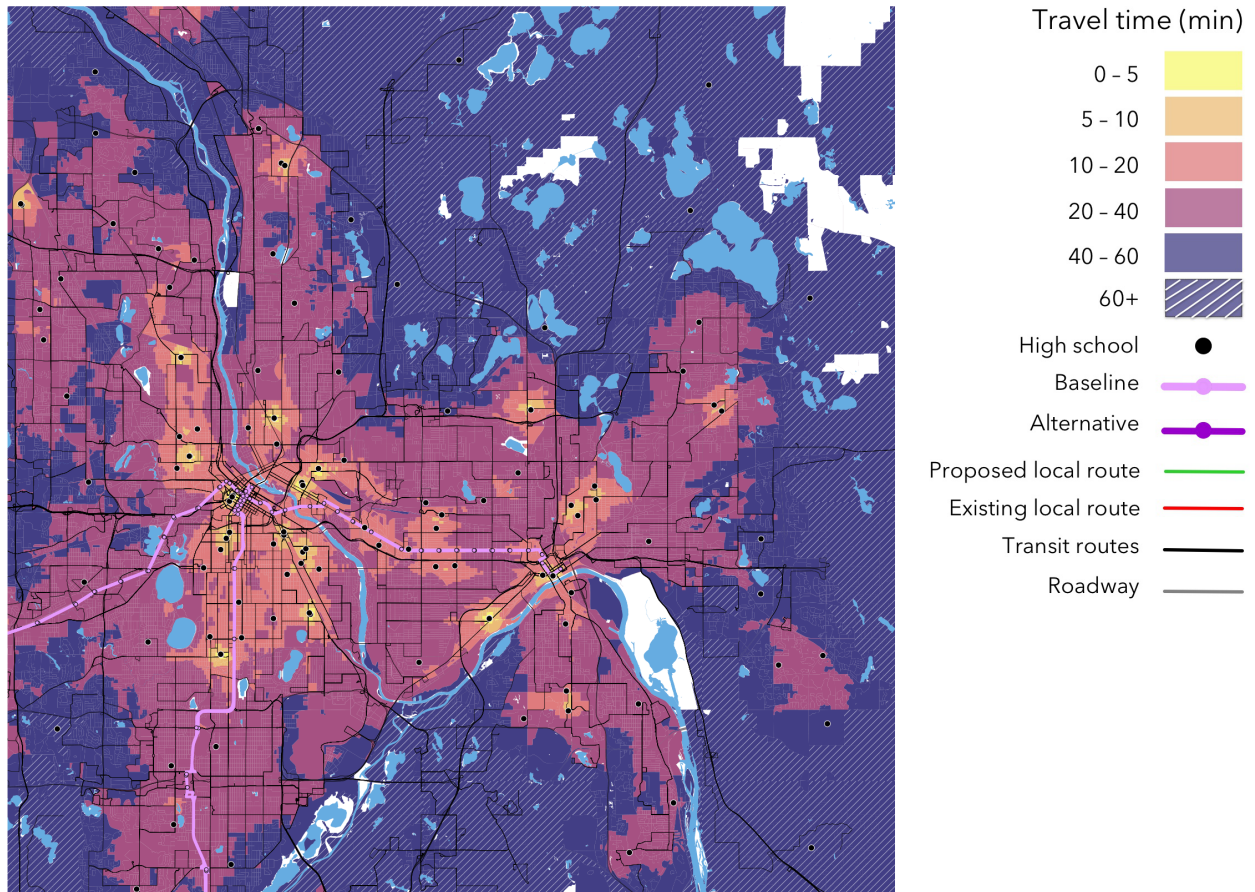 Travel time (min)
0 – 5
5 – 10
10 – 20
20 – 40
40 – 60
60+
High school
Baseline
Alternative
Proposed local route
Existing local route
Transit routes
Roadway